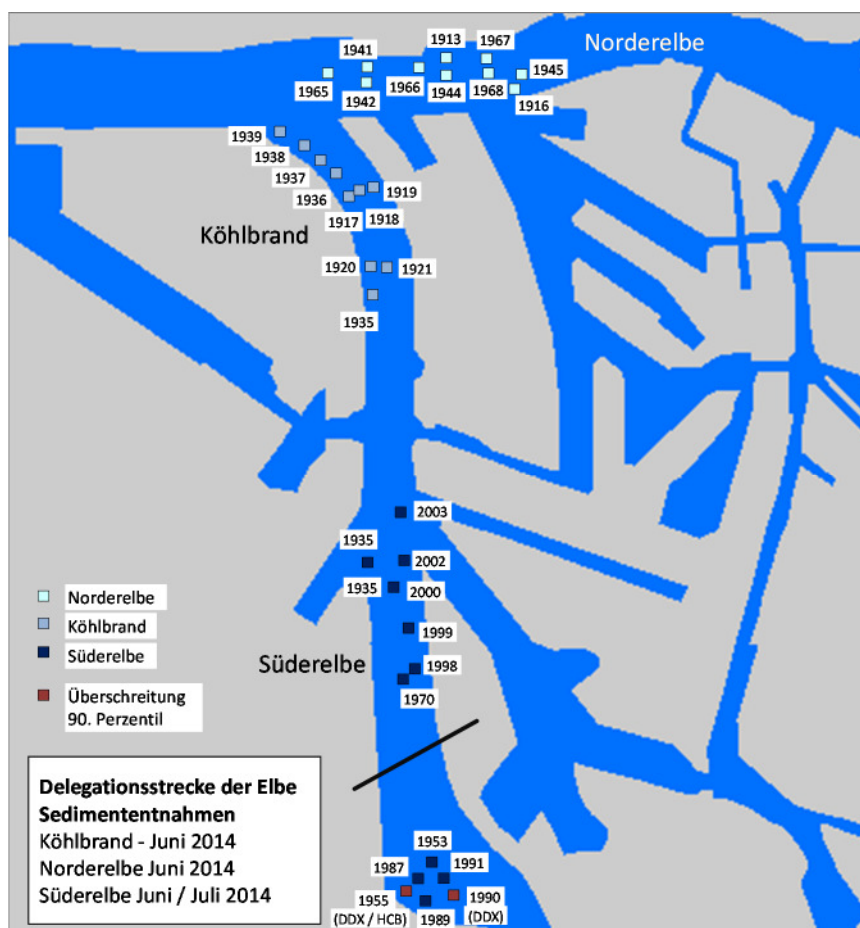 1913
1967
Norderelbe
1941
1945
1965
1942
1966
1944
1968
1916
1939
1938
1937
1936
1919
1917
1918
Köhlbrand
1920
1921
1935
2003
1935
2002
1935
2000
Norderelbe
Köhlbrand
Süderelbe
Überschreitung
90. Perzentil
1999
Süderelbe
1998
1970
Delegationsstrecke der Elbe
Sedimententnahmen
Köhlbrand - Juni 2014
Norderelbe Juni 2014
Süderelbe Juni / Juli 2014
1953
1987
1991
1955
(DDX / HCB)
1989
1990
(DDX)